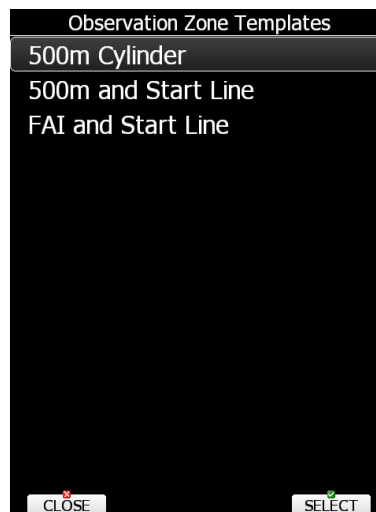 Observation Zone Templates
500m Cylinder
500m and Start Line
FAI and Start Line
CLOSE
SELECT